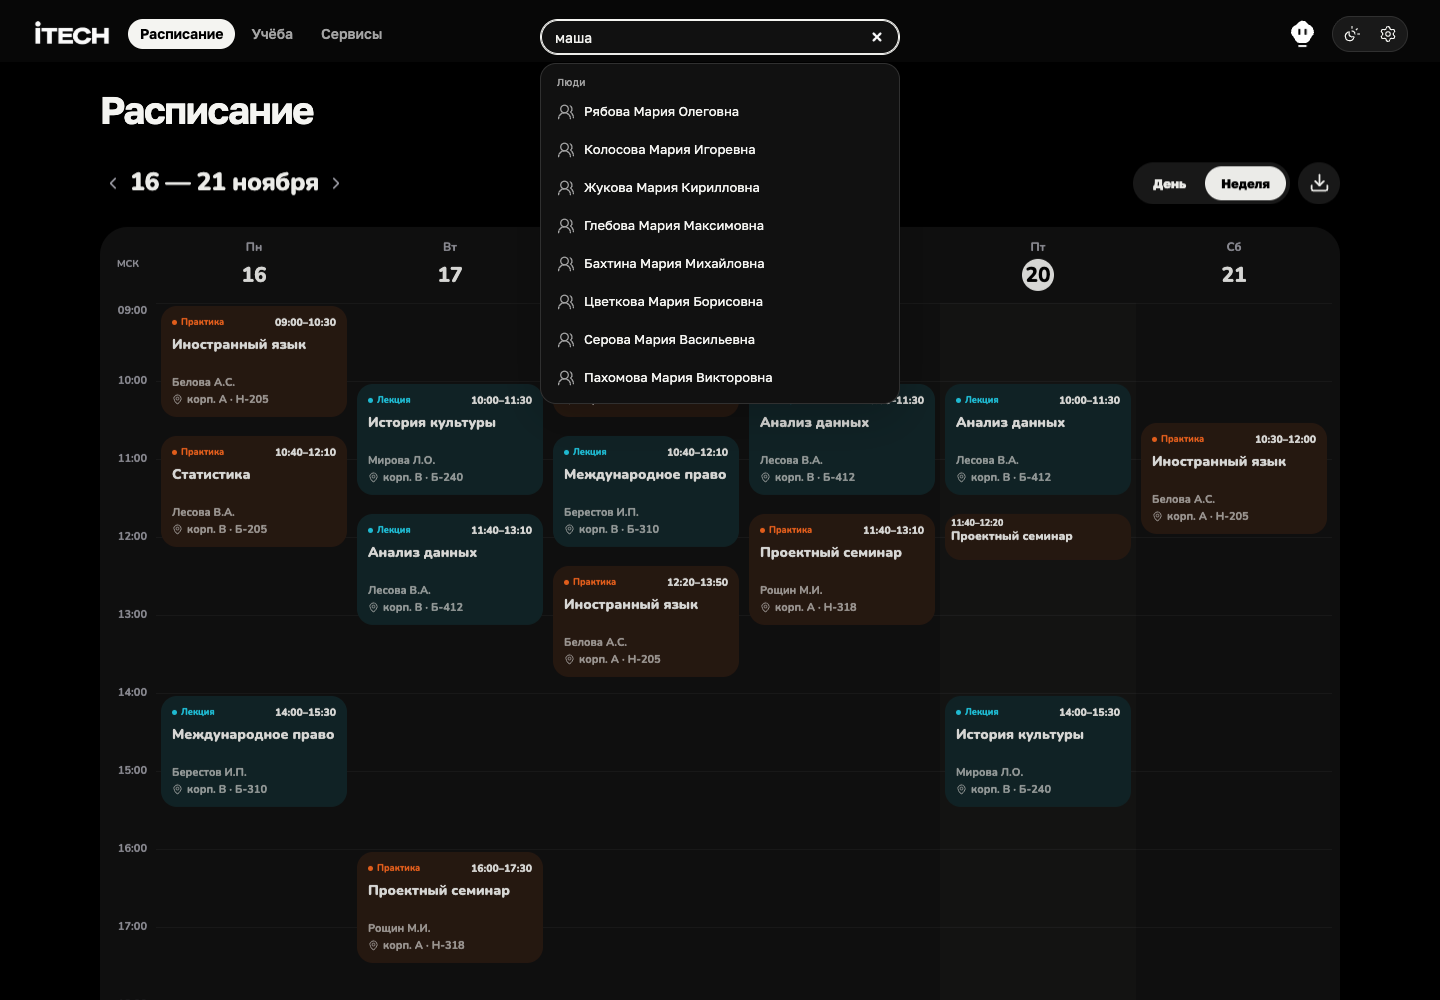 iTECH
Расписание
Учёба
Сервисы
маша
Люди
Рябова Мария Олеговна
Колосова Мария Игоревна
Жукова Мария Кирилловна
Глебова Мария Максимовна
Бахтина Мария Михайловна
Цветкова Мария Борисовна
Серова Мария Васильевна
Пахомова Мария Викторовна
Расписание
16 — 21 ноября
День
Неделя
МСК
Пн
16
Вт
17
Пт
20
Сб
21
09:00
10:00
11:00
12:00
13:00
14:00
15:00
16:00
17:00
Практика 09:00–10:30
Иностранный язык
Белова А.С.
корп. А · Н-205
Практика 10:40–12:10
Статистика
Лесова В.А.
корп. В · Б-205
Лекция 14:00–15:30
Международное право
Берестов И.П.
корп. В · Б-310
Лекция 10:00–11:30
История культуры
Мирова Л.О.
корп. В · Б-240
Лекция 11:40–13:10
Анализ данных
Лесова В.А.
корп. В · Б-412
Практика 16:00–17:30
Проектный семинар
Рощин М.И.
корп. А · Н-318
Лекция 10:40–12:10
Международное право
Берестов И.П.
корп. В · Б-310
Практика 12:20–13:50
Иностранный язык
Белова А.С.
корп. А · Н-205
–11:30
Анализ данных
Лесова В.А.
корп. В · Б-412
Практика 11:40–13:10
Проектный семинар
Рощин М.И.
корп. А · Н-318
Лекция 10:00–11:30
Анализ данных
Лесова В.А.
корп. В · Б-412
11:40–12:20
Проектный семинар
Лекция 14:00–15:30
История культуры
Мирова Л.О.
корп. В · Б-240
Практика 10:30–12:00
Иностранный язык
Белова А.С.
корп. А · Н-205